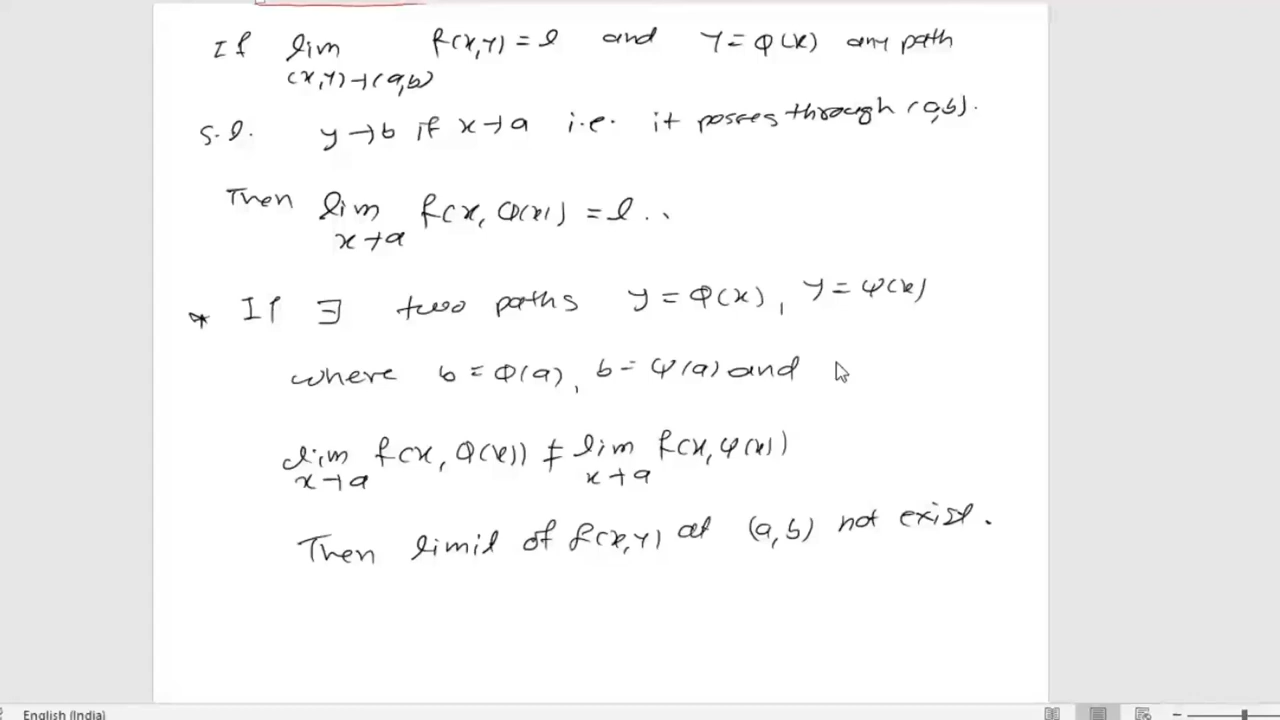 If lim f(x,y) = l and y = φ(x) any path
(x,y)→(a,b)
s.t. y→b if x→a i.e. it passes through (a,b).
Then lim f(x, φ(x)) = l..
x→a
* If ∃ two paths y = φ(x), y = ψ(x)
where b = φ(a), b = ψ(a) and
lim f(x, φ(x)) ≠ lim f(x, ψ(x))
x→a x→a
Then limit of f(x,y) at (a,b) not exist.
English (India)